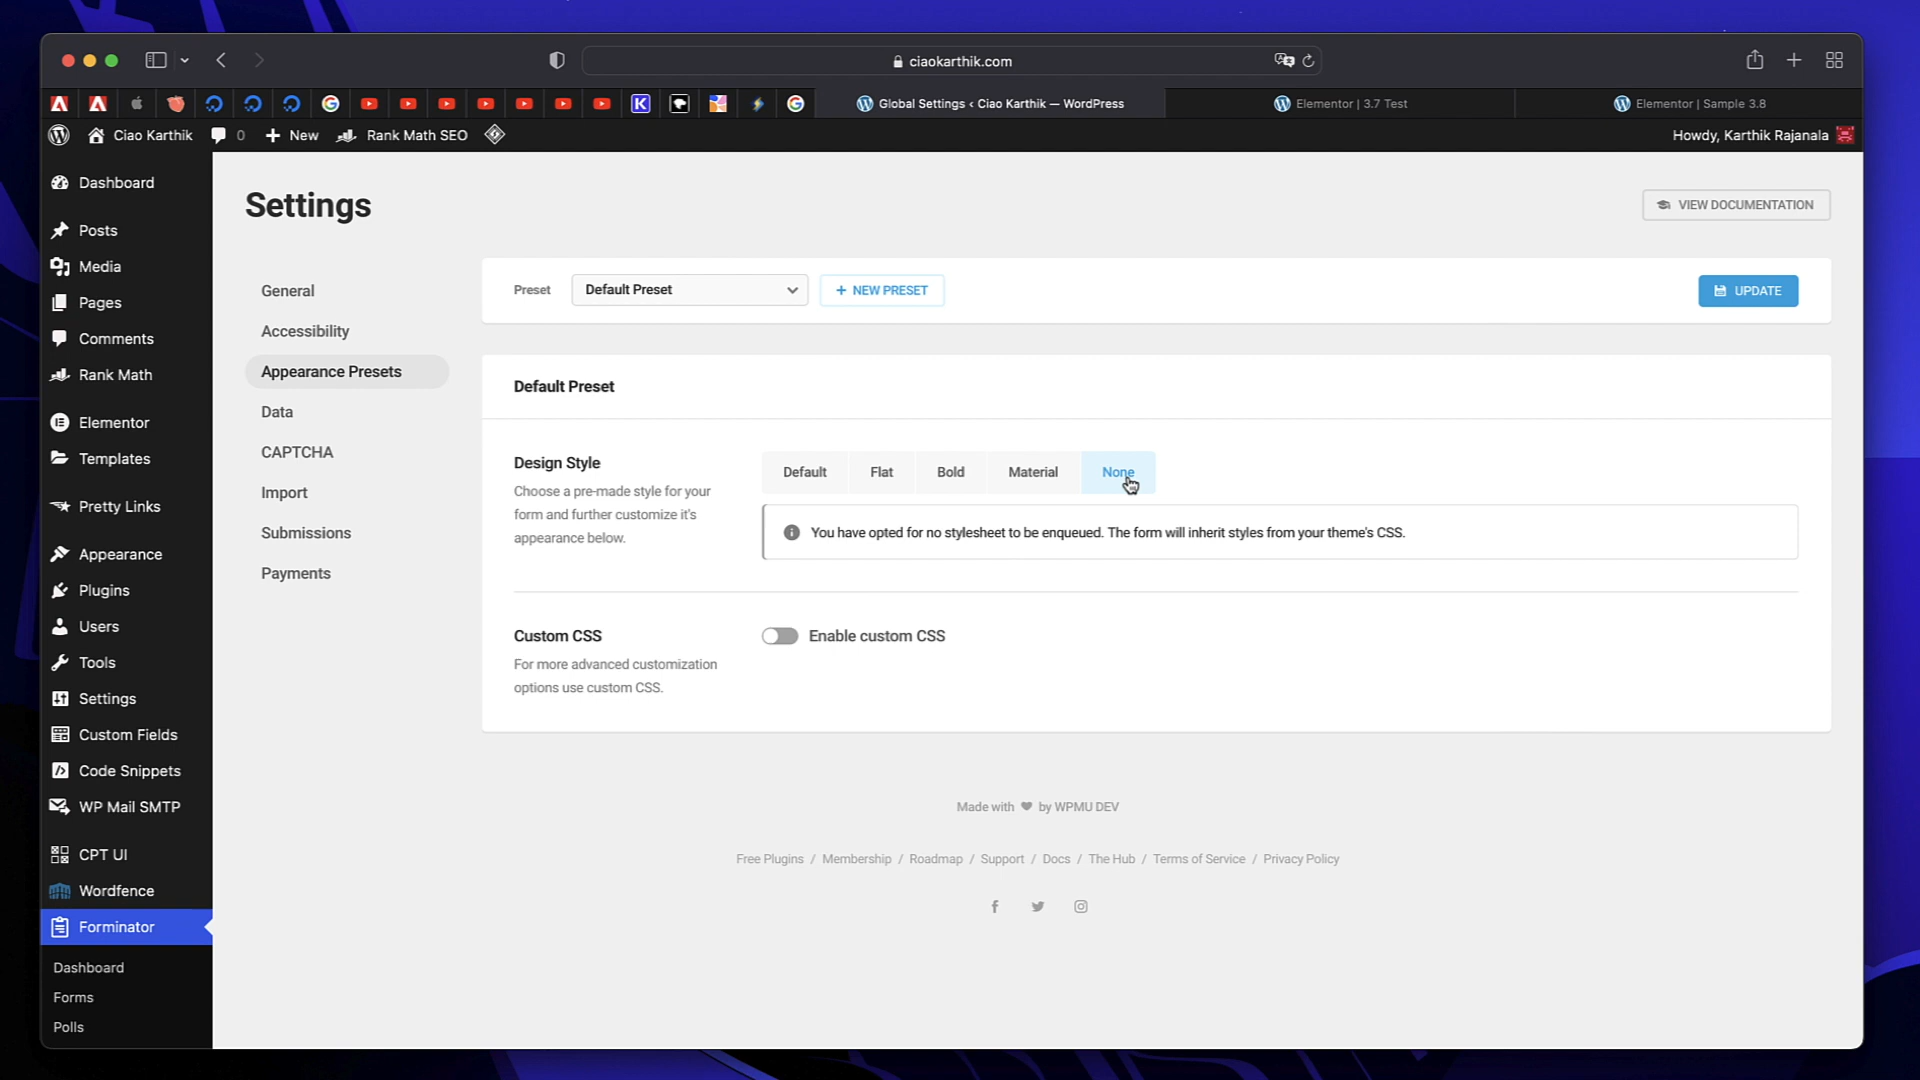 ciaokarthik.com
Global Settings ‹ Ciao Karthik — WordPress
Elementor | 3.7 Test
Elementor | Sample 3.8
Ciao Karthik
0
New
Rank Math SEO
Howdy, Karthik Rajanala
Dashboard
Posts
Media
Pages
Comments
Rank Math
Elementor
Templates
Pretty Links
Appearance
Plugins
Users
Tools
Settings
Custom Fields
Code Snippets
WP Mail SMTP
CPT UI
Wordfence
Forminator
Dashboard
Forms
Polls
Settings
VIEW DOCUMENTATION
General
Accessibility
Appearance Presets
Data
CAPTCHA
Import
Submissions
Payments
Preset
Default Preset
+ NEW PRESET
UPDATE
Default Preset
Design Style
Choose a pre-made style for your
form and further customize it's
appearance below.
Default
Flat
Bold
Material
None
You have opted for no stylesheet to be enqueued. The form will inherit styles from your theme's CSS.
Custom CSS
For more advanced customization
options use custom CSS.
Enable custom CSS
Made with ♥ by WPMU DEV
Free Plugins / Membership / Roadmap / Support / Docs / The Hub / Terms of Service / Privacy Policy